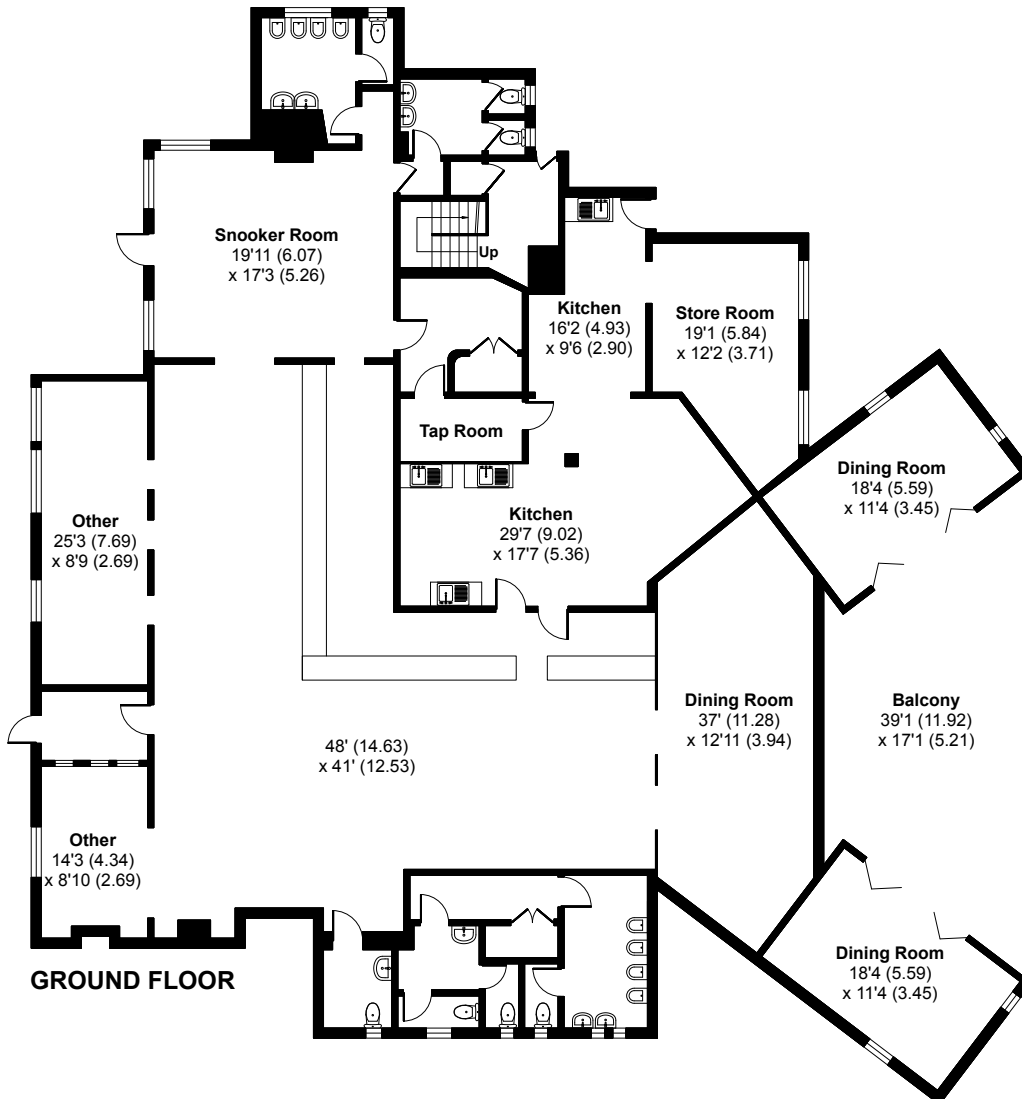 Snooker Room
19'11 (6.07)
x 17'3 (5.26)
Up
Kitchen
16'2 (4.93)
x 9'6 (2.90)
Store Room
19'1 (5.84)
x 12'2 (3.71)
Tap Room
Dining Room
18'4 (5.59)
x 11'4 (3.45)
Other
25'3 (7.69)
x 8'9 (2.69)
Kitchen
29'7 (9.02)
x 17'7 (5.36)
Dining Room
37' (11.28)
x 12'11 (3.94)
Balcony
39'1 (11.92)
x 17'1 (5.21)
48' (14.63)
x 41' (12.53)
Other
14'3 (4.34)
x 8'10 (2.69)
Dining Room
18'4 (5.59)
x 11'4 (3.45)
GROUND FLOOR